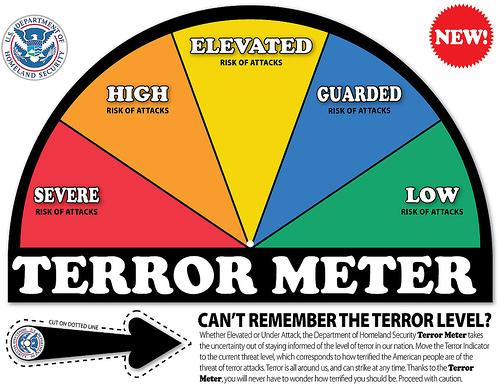 U.S. DEPARTMENT OF
HOMELAND SECURITY
NEW!
ELEVATED
RISK OF ATTACKS
HIGH
RISK OF ATTACKS
GUARDED
RISK OF ATTACKS
SEVERE
RISK OF ATTACKS
LOW
RISK OF ATTACKS
TERROR METER
CUT ON DOTTED LINE
CAN'T REMEMBER THE TERROR LEVEL?
Whether Elevated or Under Attack, the Department of Homeland Security Terror Meter takes
the uncertainty out of staying informed of the level of terror in our nation. Move the Terror Indicator
to the current threat level, which corresponds to how terrified the American people are of the
threat of terror attacks. Terror is all around us, and can strike at any time. Thanks to the Terror
Meter, you will never have to wonder how terrified you should be. Proceed with caution.